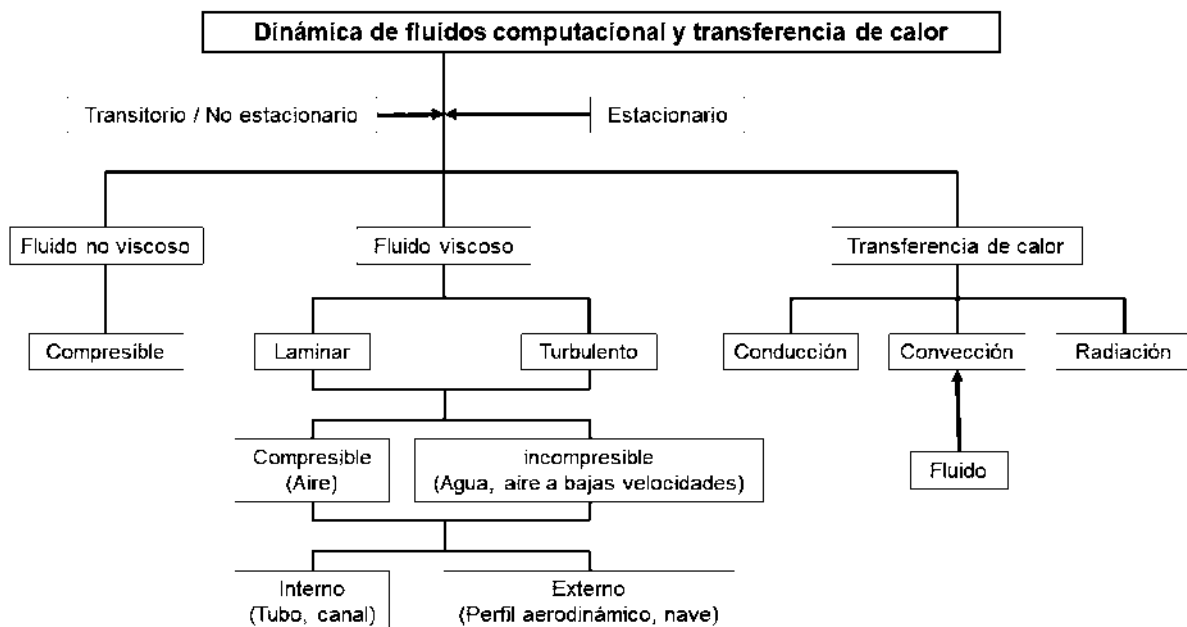 Dinámica de fluidos computacional y transferencia de calor
Transitorio / No estacionario
Estacionario
Fluido no viscoso
Fluido viscoso
Transferencia de calor
Compresible
Laminar
Turbulento
Conducción
Convección
Radiación
Compresible
(Aire)
incompresible
(Agua, aire a bajas velocidades)
Fluido
Interno
(Tubo, canal)
Externo
(Perfil aerodinámico, nave)